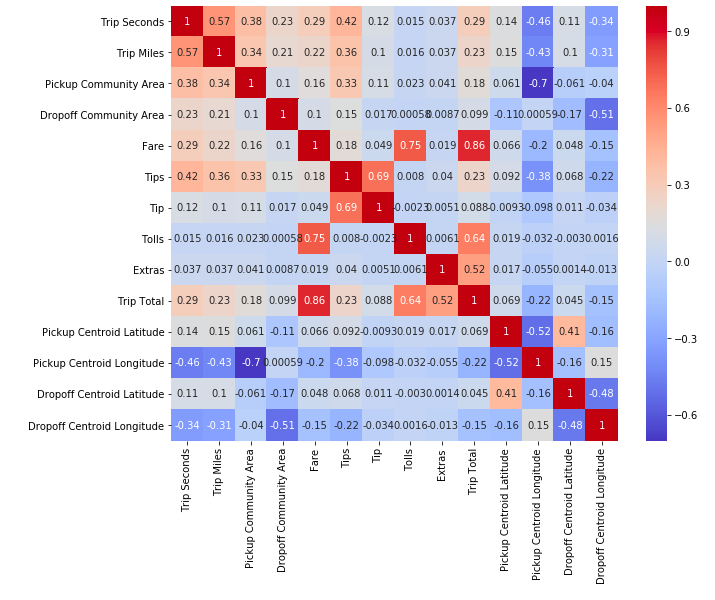 Trip Seconds 1 0.57 0.38 0.23 0.29 0.42 0.12 0.015 0.037 0.29 0.14 -0.46 0.11 -0.34
Trip Miles 0.57 1 0.34 0.21 0.22 0.36 0.1 0.016 0.037 0.23 0.15 -0.43 0.1 -0.31
Pickup Community Area 0.38 0.34 1 0.1 0.16 0.33 0.11 0.023 0.041 0.18 0.061 -0.7 -0.061 -0.04
Dropoff Community Area 0.23 0.21 0.1 1 0.1 0.15 0.017 0.00058 0.0087 0.099 -0.11 0.00059 -0.17 -0.51
Fare 0.29 0.22 0.16 0.1 1 0.18 0.049 0.75 0.019 0.86 0.066 -0.2 0.048 -0.15
Tips 0.42 0.36 0.33 0.15 0.18 1 0.69 0.008 0.04 0.23 0.092 -0.38 0.068 -0.22
Tip 0.12 0.1 0.11 0.017 0.049 0.69 1 -0.0023 0.0051 0.088 -0.0093 -0.098 0.011 -0.034
Tolls 0.015 0.016 0.023 0.00058 0.75 0.008 -0.0023 1 0.0061 0.64 0.019 -0.032 -0.003 0.0016
Extras 0.037 0.037 0.041 0.0087 0.019 0.04 0.0051 0.0061 1 0.52 0.017 -0.055 0.0014 -0.013
Trip Total 0.29 0.23 0.18 0.099 0.86 0.23 0.088 0.64 0.52 1 0.069 -0.22 0.045 -0.15
Pickup Centroid Latitude 0.14 0.15 0.061 -0.11 0.066 0.092 -0.0093 0.019 0.017 0.069 1 -0.52 0.41 -0.16
Pickup Centroid Longitude -0.46 -0.43 -0.7 0.00059 -0.2 -0.38 -0.098 -0.032 -0.055 -0.22 -0.52 1 -0.16 0.15
Dropoff Centroid Latitude 0.11 0.1 -0.061 -0.17 0.048 0.068 0.011 -0.003 0.0014 0.045 0.41 -0.16 1 -0.48
Dropoff Centroid Longitude -0.34 -0.31 -0.04 -0.51 -0.15 -0.22 -0.034 0.0016 -0.013 -0.15 -0.16 0.15 -0.48 1
Trip Seconds
Trip Miles
Pickup Community Area
Dropoff Community Area
Fare
Tips
Tip
Tolls
Extras
Trip Total
Pickup Centroid Latitude
Pickup Centroid Longitude
Dropoff Centroid Latitude
Dropoff Centroid Longitude
0.9
0.6
0.3
0.0
−0.3
−0.6